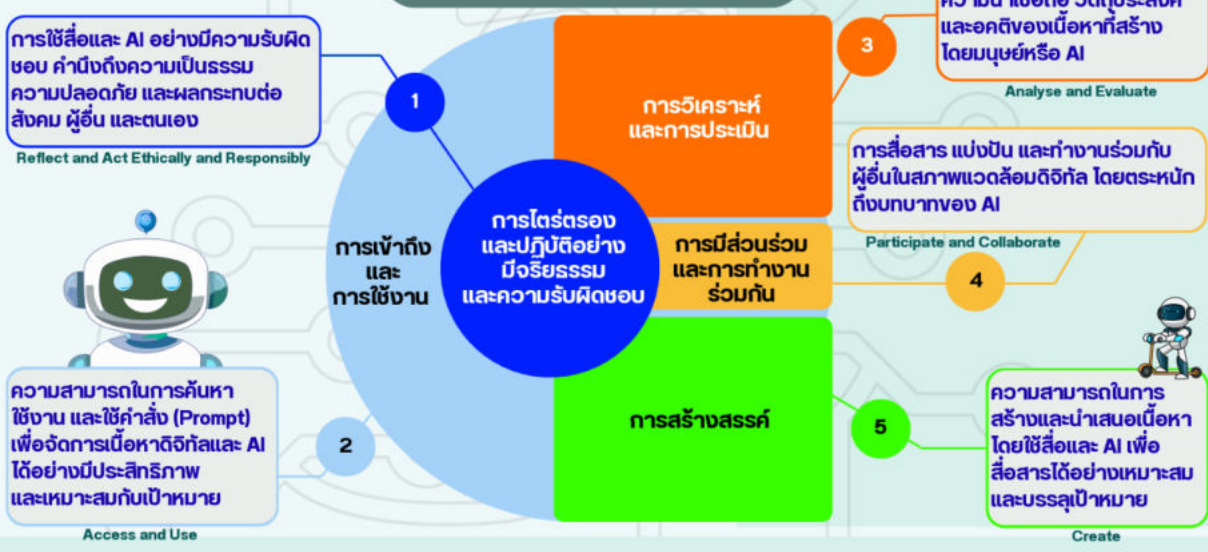 การใช้สื่อและ AI อย่างมีความรับผิด
ชอบ คำนึงถึงความเป็นธรรม
ความปลอดภัย และผลกระทบต่อ
สังคม ผู้อื่น และตนเอง
Reflect and Act Ethically and Responsibly
1
การเข้าถึง
และ
การใช้งาน
การไตร่ตรอง
และปฏิบัติอย่าง
มีจริยธรรม
และความรับผิดชอบ
การวิเคราะห์
และการประเมิน
การมีส่วนร่วม
และการทำงาน
ร่วมกัน
การสร้างสรรค์
ความสามารถในการค้นหา
ใช้งาน และใช้คำสั่ง (Prompt)
เพื่อจัดการเนื้อหาดิจิทัลและ AI
ได้อย่างมีประสิทธิภาพ
และเหมาะสมกับเป้าหมาย
Access and Use
2
3
ความน่าเชื่อถือ วัตถุประสงค์
และอคติของเนื้อหาที่สร้าง
โดยมนุษย์หรือ AI
Analyse and Evaluate
การสื่อสาร แบ่งปัน และทำงานร่วมกับ
ผู้อื่นในสภาพแวดล้อมดิจิทัล โดยตระหนัก
ถึงบทบาทของ AI
Participate and Collaborate
4
5
ความสามารถในการ
สร้างและนำเสนอเนื้อหา
โดยใช้สื่อและ AI เพื่อ
สื่อสารได้อย่างเหมาะสม
และบรรลุเป้าหมาย
Create